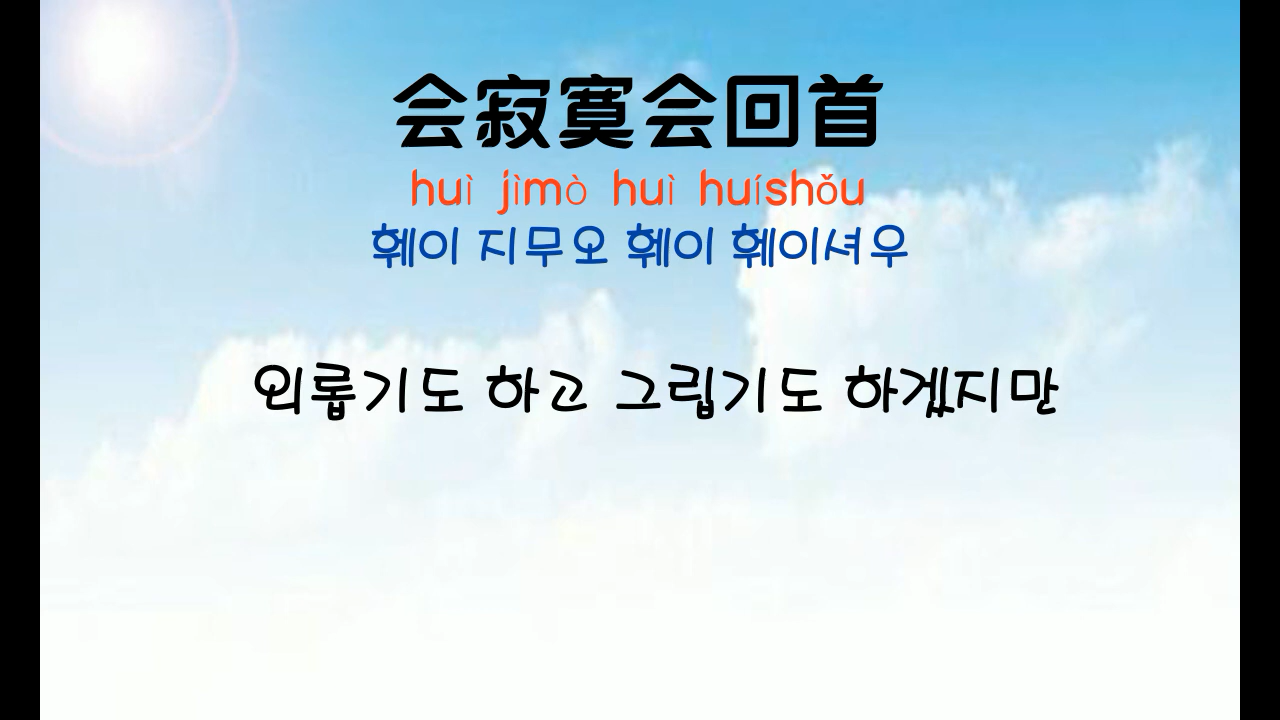 会寂寞会回首
huì jìmò huì huíshǒu
훼이 지무오 훼이 훼이셔우
외롭기도 하고 그립기도 하겠지만